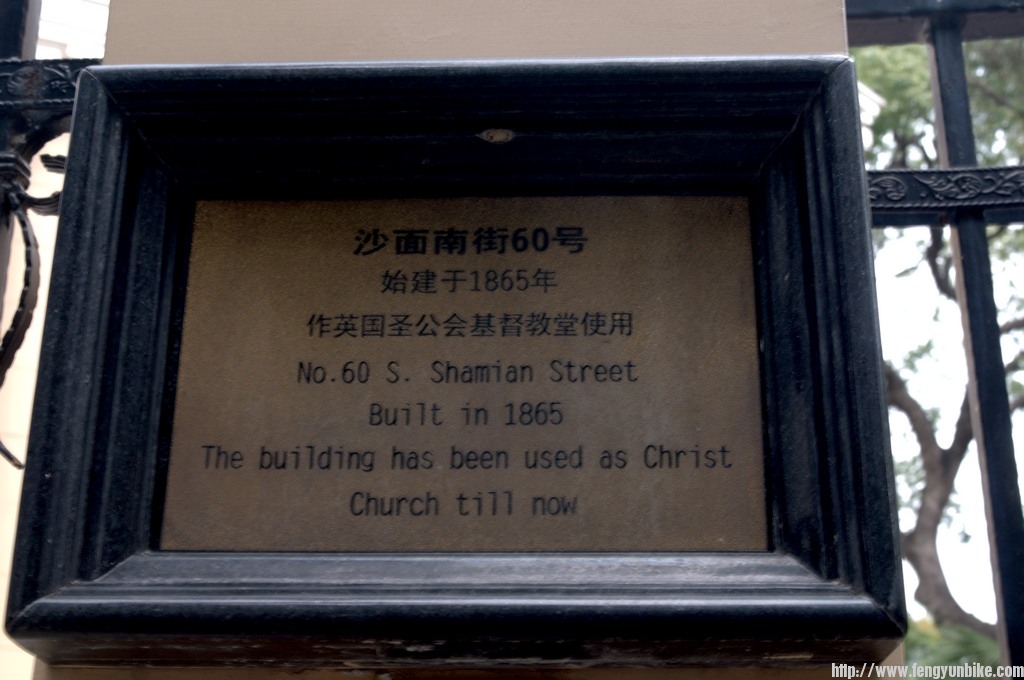 沙面南街60号
始建于1865年
作英国圣公会基督教堂使用
No.60 S. Shamian Street
Built in 1865
The building has been used as Christ
Church till now
http://www.fengyunbike.com